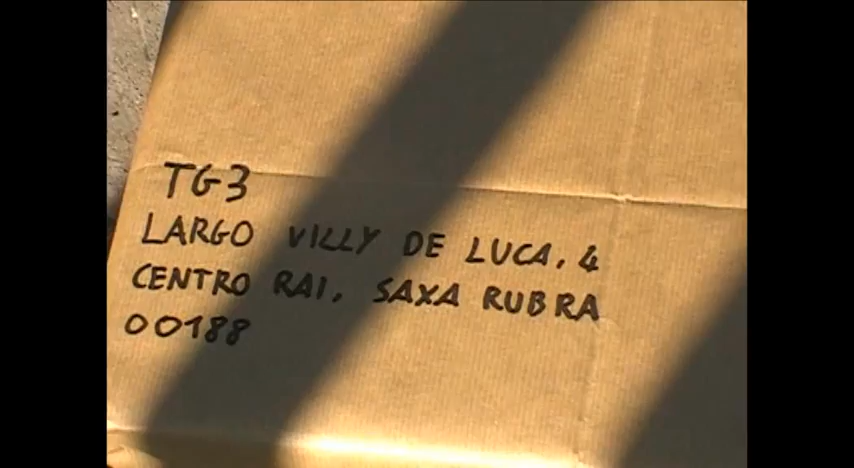 TG3
LARGO VILLY DE LUCA, 4
CENTRO RAI, SAXA RUBRA
00188